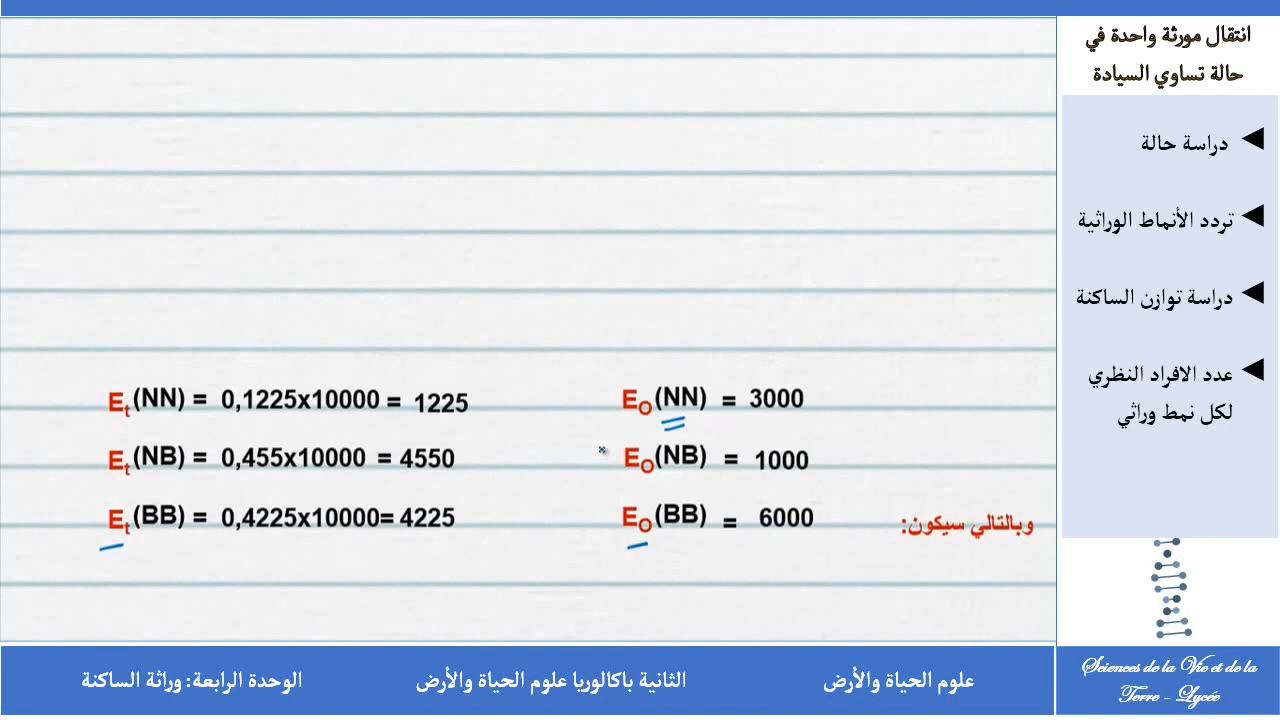 انتقال مورثة واحدة في
حالة تساوي السيادة
دراسة حالة
تردد الأنماط الوراثية
دراسة توازن الساكنة
عدد الافراد النظري
لكل نمط وراثي
Et(NN) = 0,1225x10000 = 1225
EO(NN) = 3000
Et(NB) = 0,455x10000 = 4550
EO(NB) = 1000
Et(BB) = 0,4225x10000= 4225
EO(BB) = 6000
وبالتالي سيكون:
علوم الحياة والأرض
الثانية باكالوريا علوم الحياة والأرض
الوحدة الرابعة: وراثة الساكنة
Sciences de la Vie et de la
Terre – Lycée